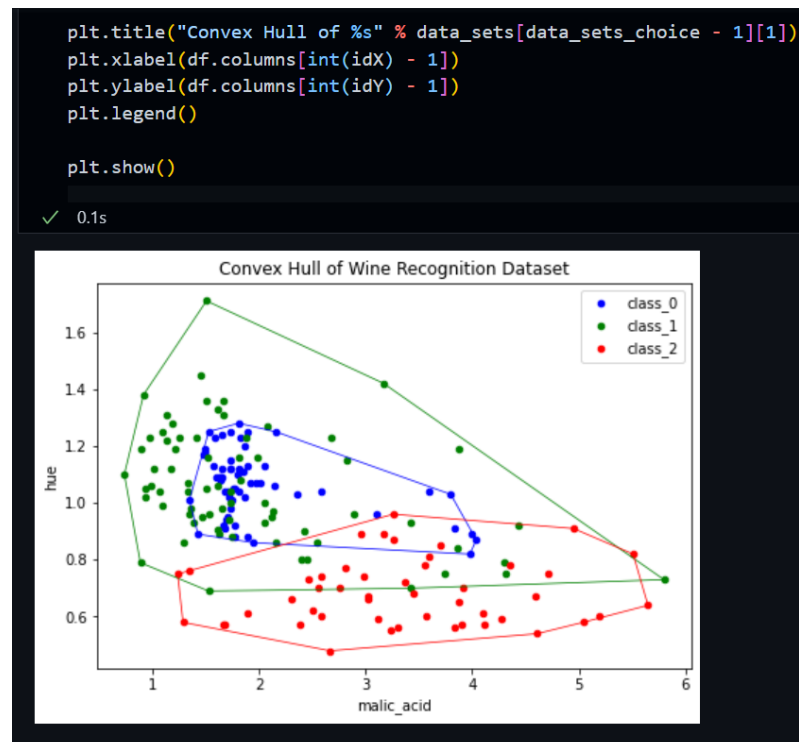 plt.title("Convex Hull of %s" % data_sets[data_sets_choice - 1][1])
plt.xlabel(df.columns[int(idX) - 1])
plt.ylabel(df.columns[int(idY) - 1])
plt.legend()
plt.show()
0.1s
Convex Hull of Wine Recognition Dataset
class_0
class_1
class_2
1.6
1.4
1.2
1.0
0.8
0.6
hue
1 2 3 4 5 6
malic_acid